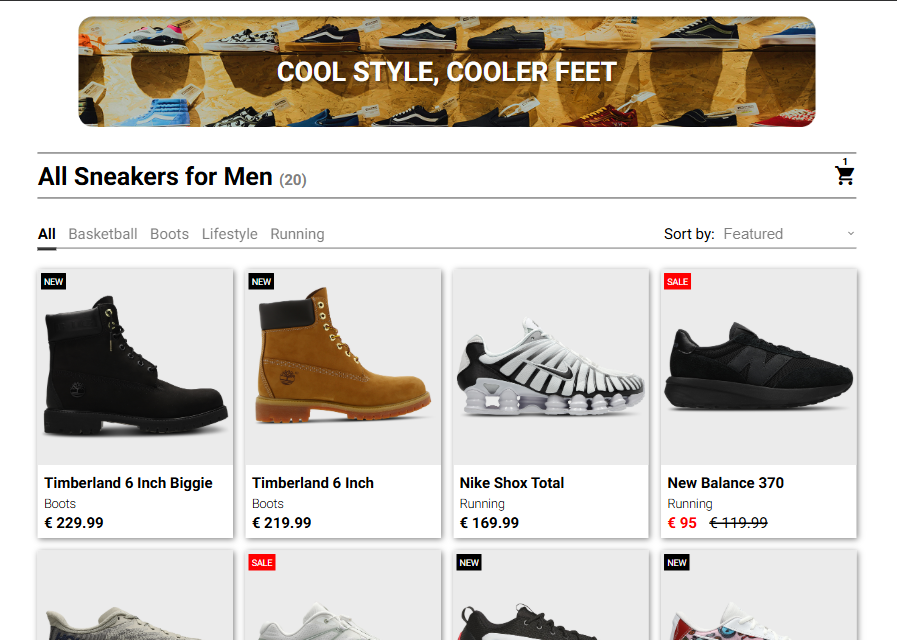 COOL STYLE, COOLER FEET
1
All Sneakers for Men (20)
All Basketball Boots Lifestyle Running Sort by: Featured
NEW
NEW
SALE
Timberland 6 Inch Biggie
Boots
€ 229.99
Timberland 6 Inch
Boots
€ 219.99
Nike Shox Total
Running
€ 169.99
New Balance 370
Running
€ 95 € 119.99
SALE
NEW
NEW